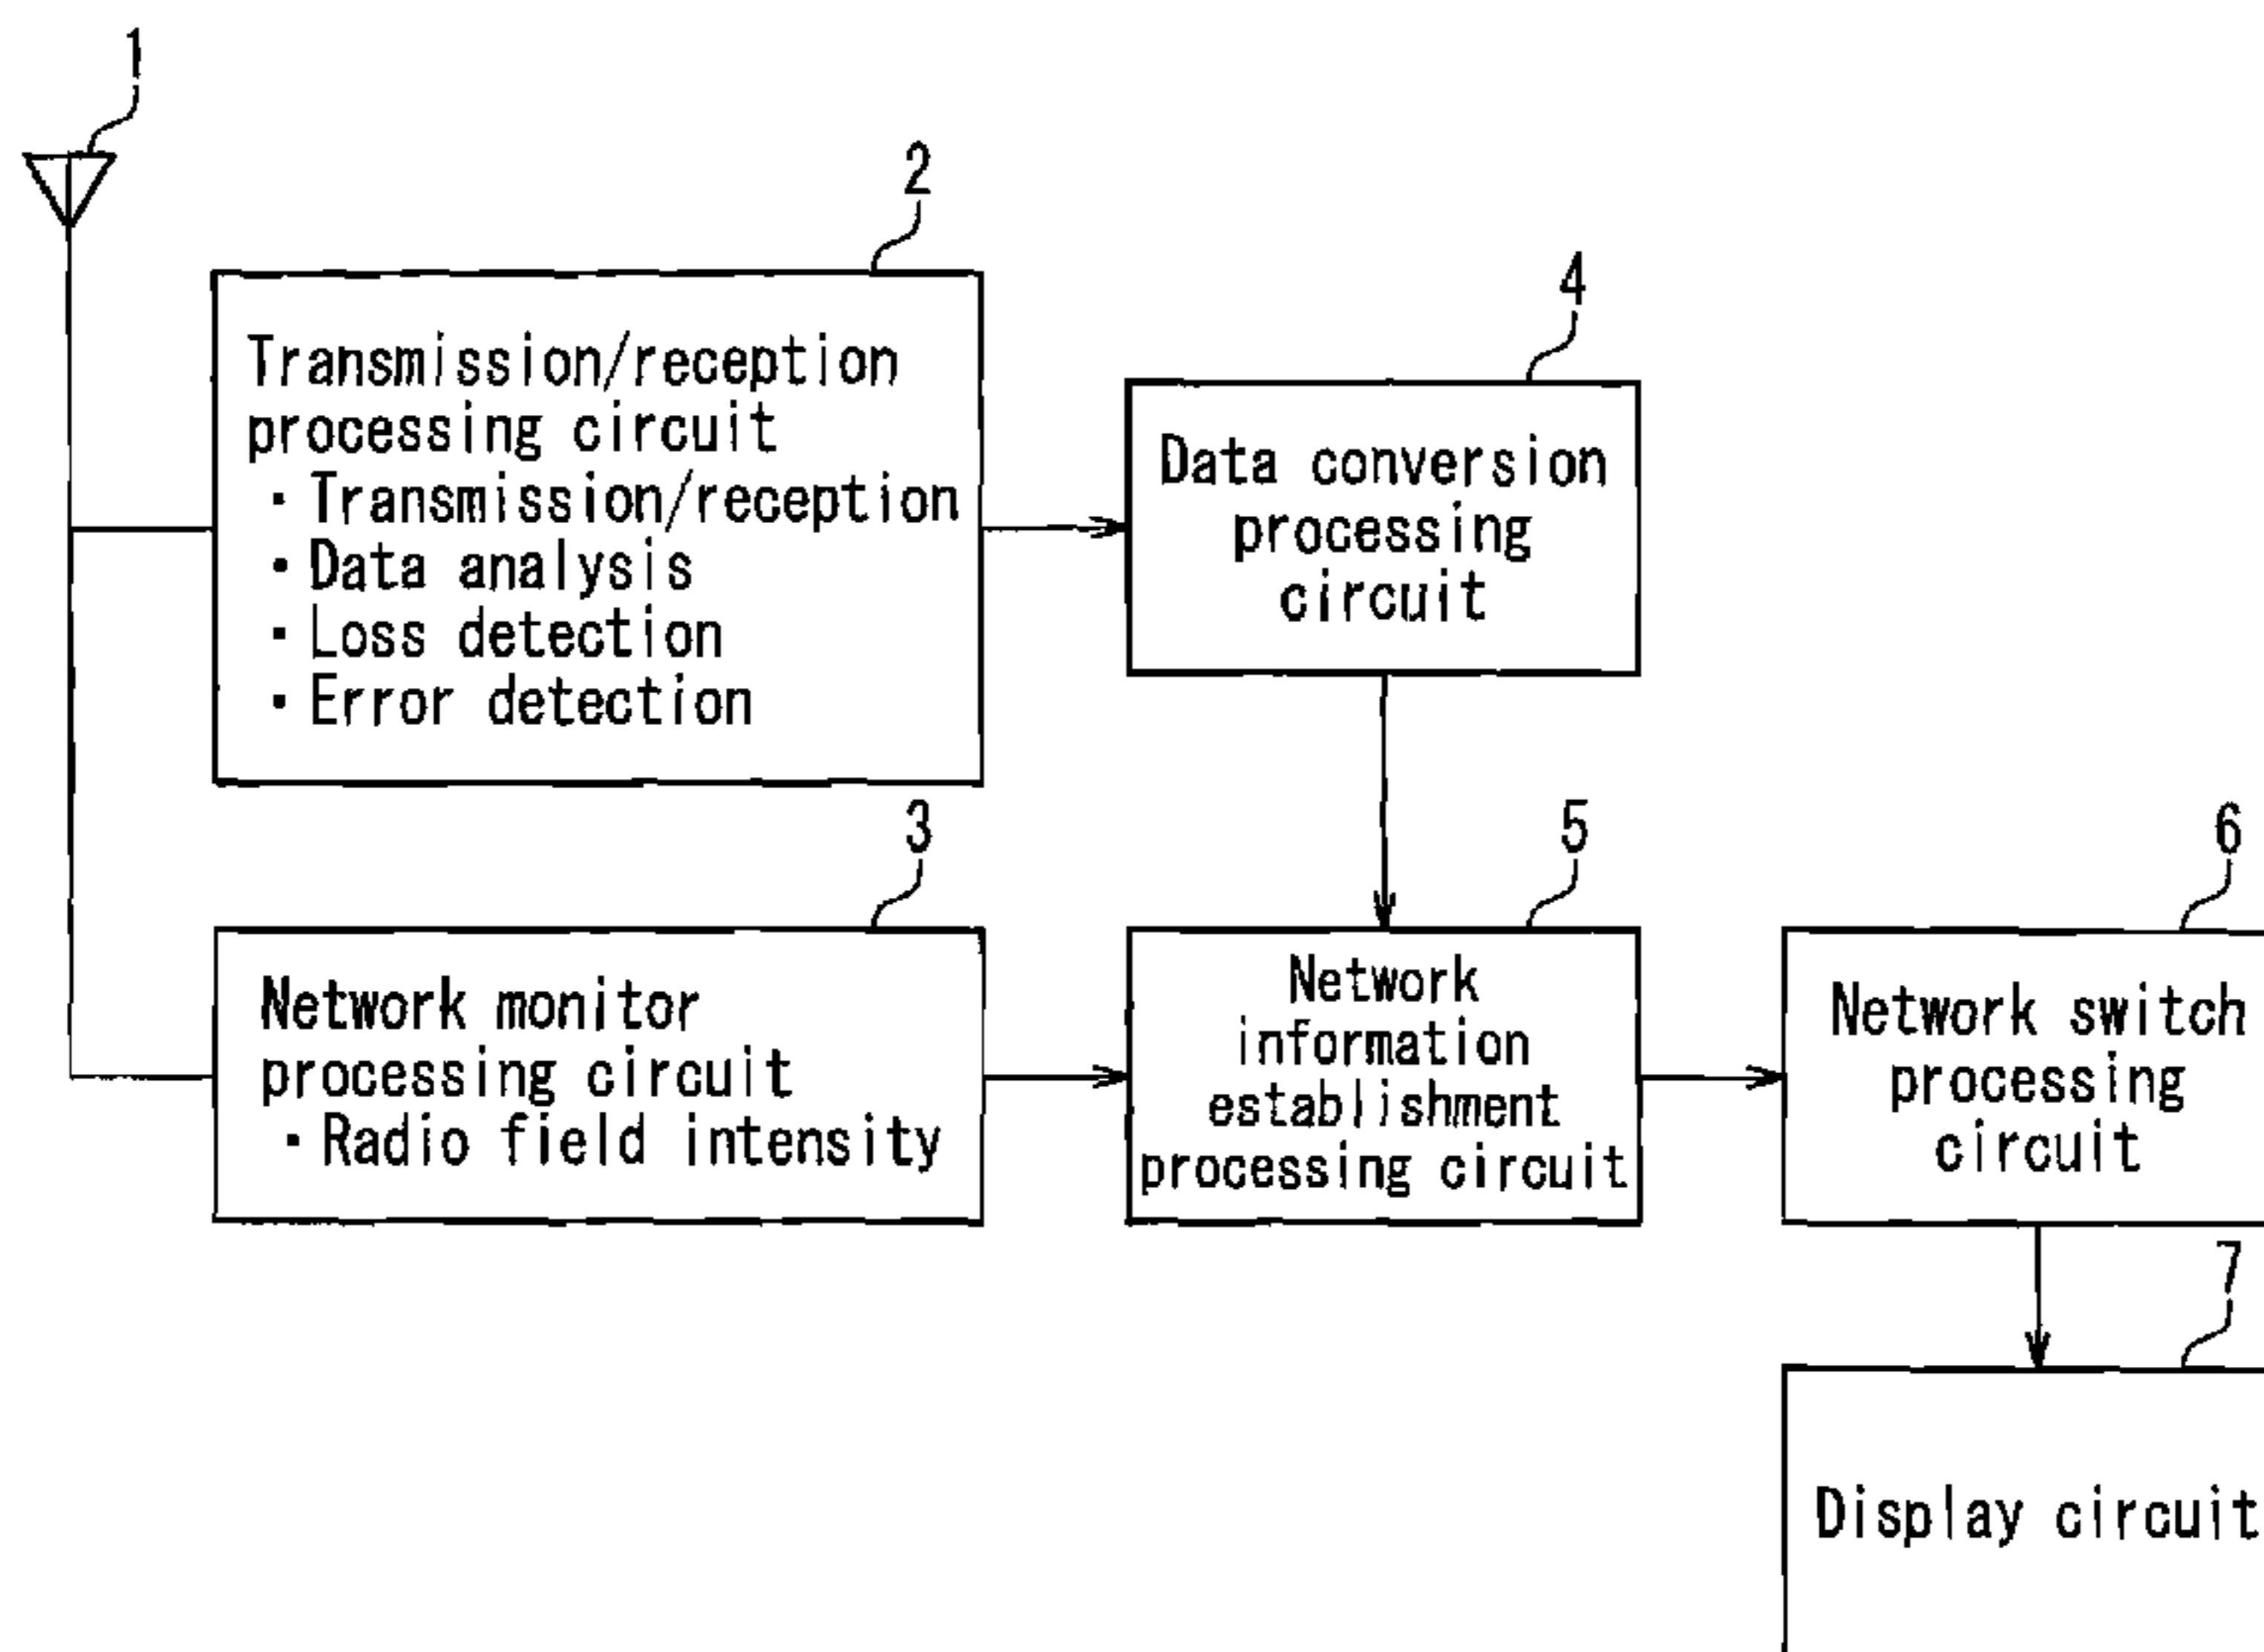 1
2
Transmission/reception
processing circuit
・Transmission/reception
・Data analysis
・Loss detection
・Error detection
4
Data conversion
processing
circuit
3
Network monitor
processing circuit
・Radio field intensity
5
Network
information
establishment
processing circuit
6
Network switch
processing
circuit
7
Display circuit